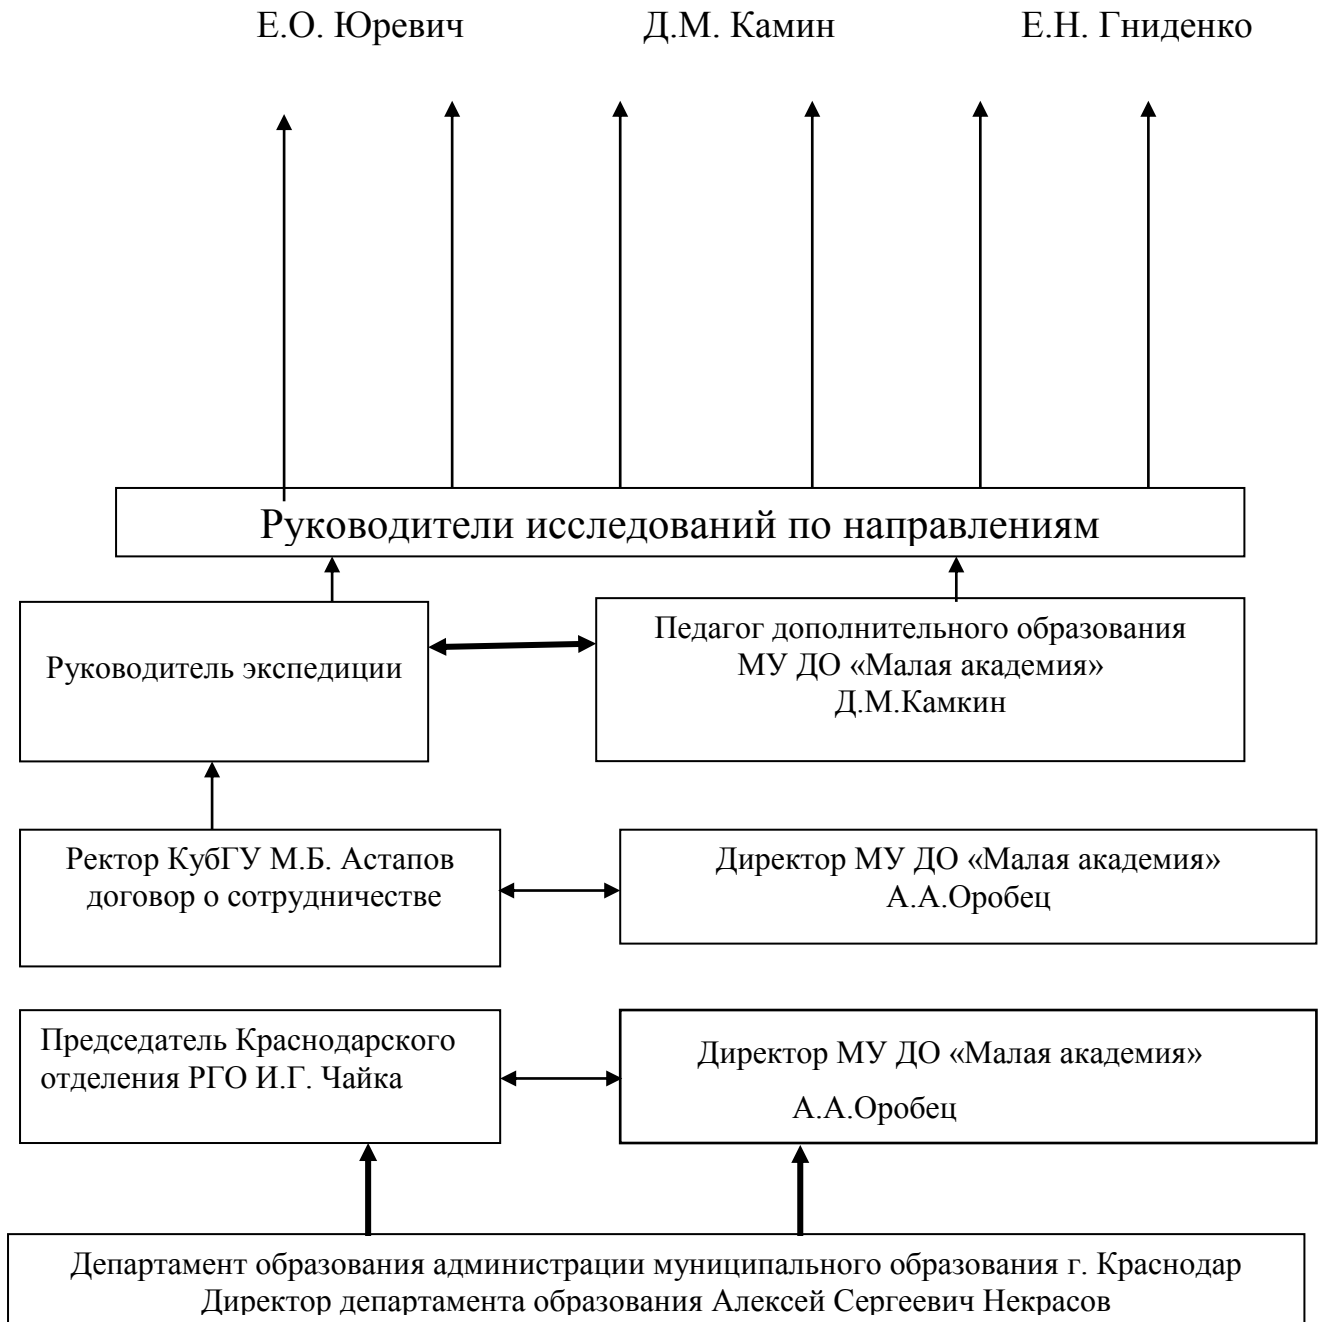 Е.О. Юревич Д.М. Камин Е.Н. Гниденко
Руководители исследований по направлениям
Руководитель экспедиции
Педагог дополнительного образования
МУ ДО «Малая академия»
Д.М.Камкин
Ректор КубГУ М.Б. Астапов
договор о сотрудничестве
Директор МУ ДО «Малая академия»
А.А.Оробец
Председатель Краснодарского
отделения РГО И.Г. Чайка
Директор МУ ДО «Малая академия»
А.А.Оробец
Департамент образования администрации муниципального образования г. Краснодар
Директор департамента образования Алексей Сергеевич Некрасов